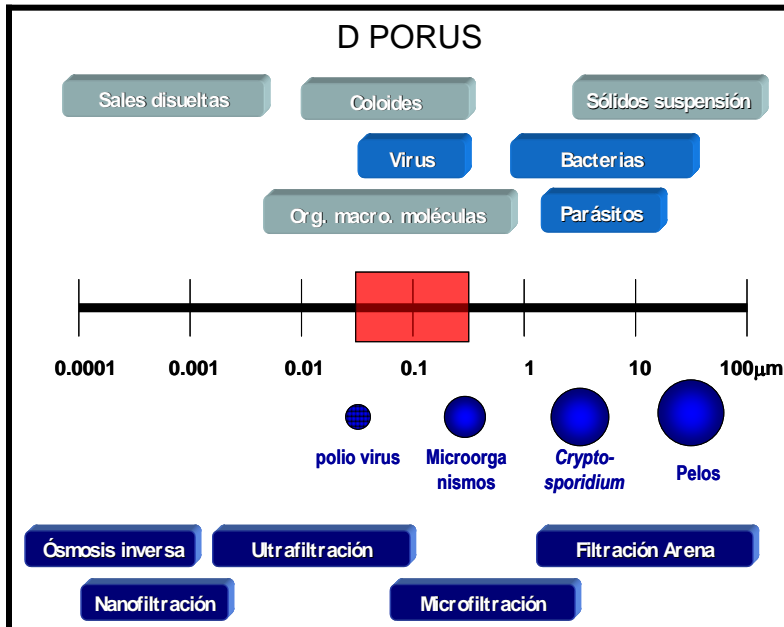 D PORUS
Sales disueltas
Coloides
Sólidos suspensión
Virus
Bacterias
Org. macro. moléculas
Parásitos
0.0001
0.001
0.01
0.1
1
10
100µm
polio virus
Microorga
nismos
Crypto-
sporidium
Pelos
Ósmosis inversa
Ultrafiltración
Filtración Arena
Nanofiltración
Microfiltración